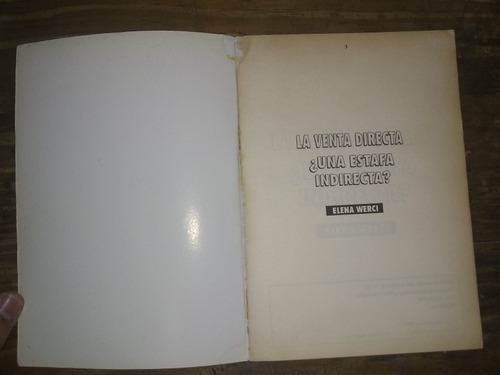 LA VENTA DIRECTA
¿UNA ESTAFA
INDIRECTA?
ELENA WERCI